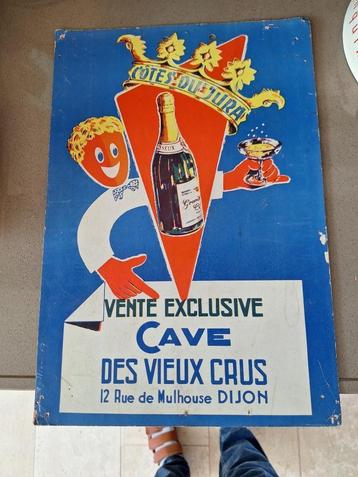 CÔTES-DU-JURA
VENTE EXCLUSIVE
CAVE
DES VIEUX CRUS
12 Rue de Mulhouse DIJON